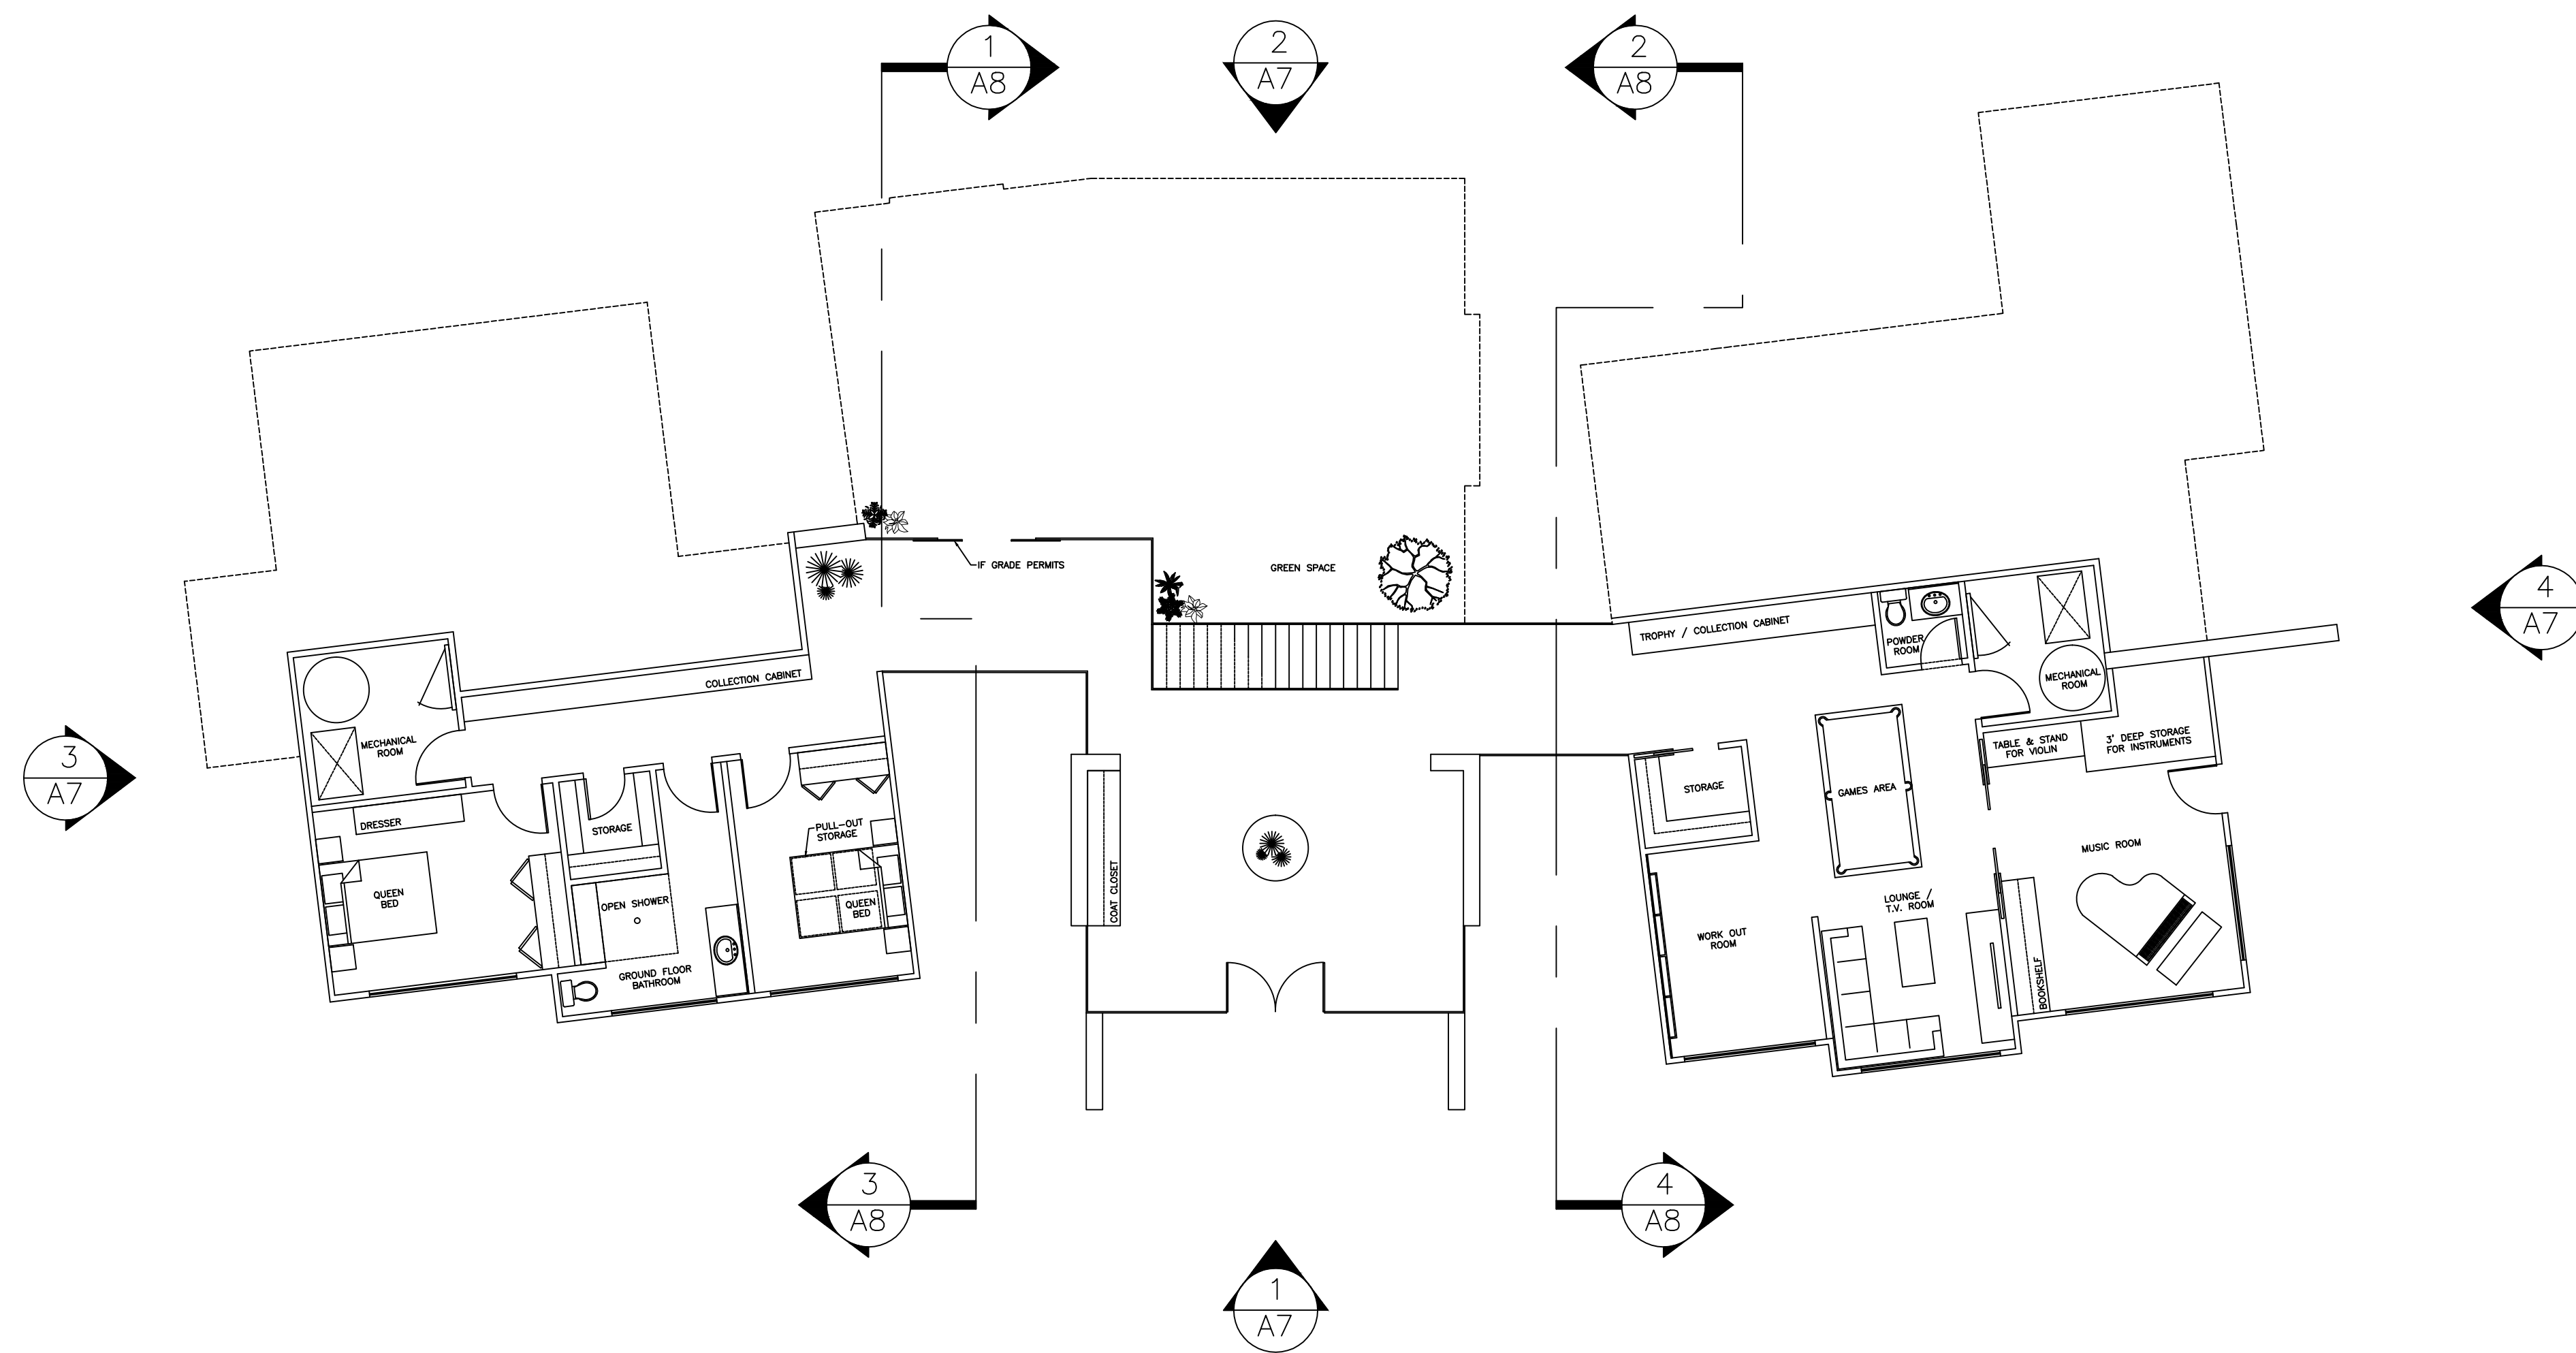 1
A8
2
A7
2
A8
IF GRADE PERMITS
GREEN SPACE
4
A7
TROPHY / COLLECTION CABINET
POWDER
ROOM
MECHANICAL
ROOM
COLLECTION CABINET
3
A7
MECHANICAL
ROOM
TABLE & STAND
FOR VIOLIN
3' DEEP STORAGE
FOR INSTRUMENTS
STORAGE
GAMES AREA
DRESSER
STORAGE
PULL-OUT
STORAGE
MUSIC ROOM
QUEEN
BED
OPEN SHOWER
QUEEN
BED
COAT CLOSET
LOUNGE /
T.V. ROOM
WORK OUT
ROOM
GROUND FLOOR
BATHROOM
BOOKSHELF
3
A8
4
A8
1
A7